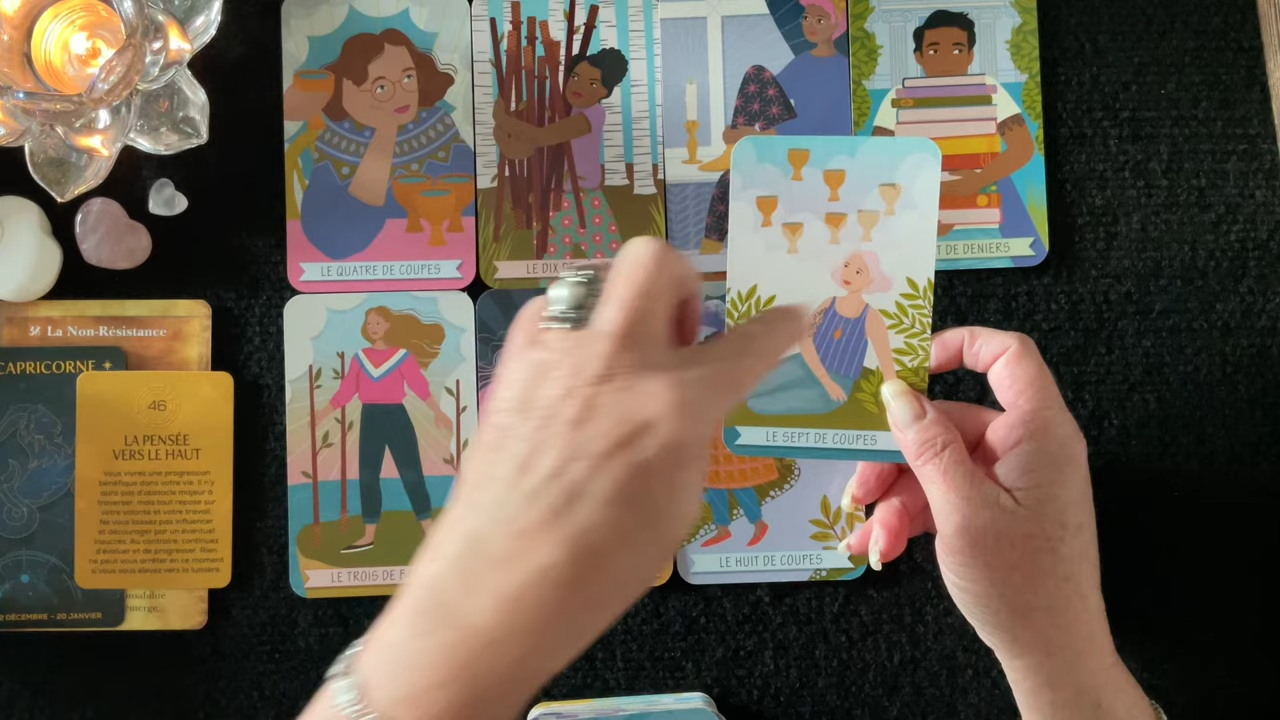 LE QUATRE DE COUPES
LE DIX
T DE DENIERS
LE SEPT DE COUPES
La Non-Résistance
CAPRICORNE
46
LA PENSÉE
VERS LE HAUT
Vous vivez une progression
bénéfique dans votre vie. Il n'y
aura pas d'obstacle majeur à
traverser, mais tout repose sur
votre volonté et votre travail.
Ne vous laissez pas influencer
et décourager par un éventuel
insuccès. Au contraire, continuez
d'évoluer et de progresser. Rien
ne peut vous arrêter en ce moment
si vous vous élevez vers la lumière.
émerge,
2 DÉCEMBRE – 20 JANVIER
LE TROIS DE
LE HUIT DE COUPES